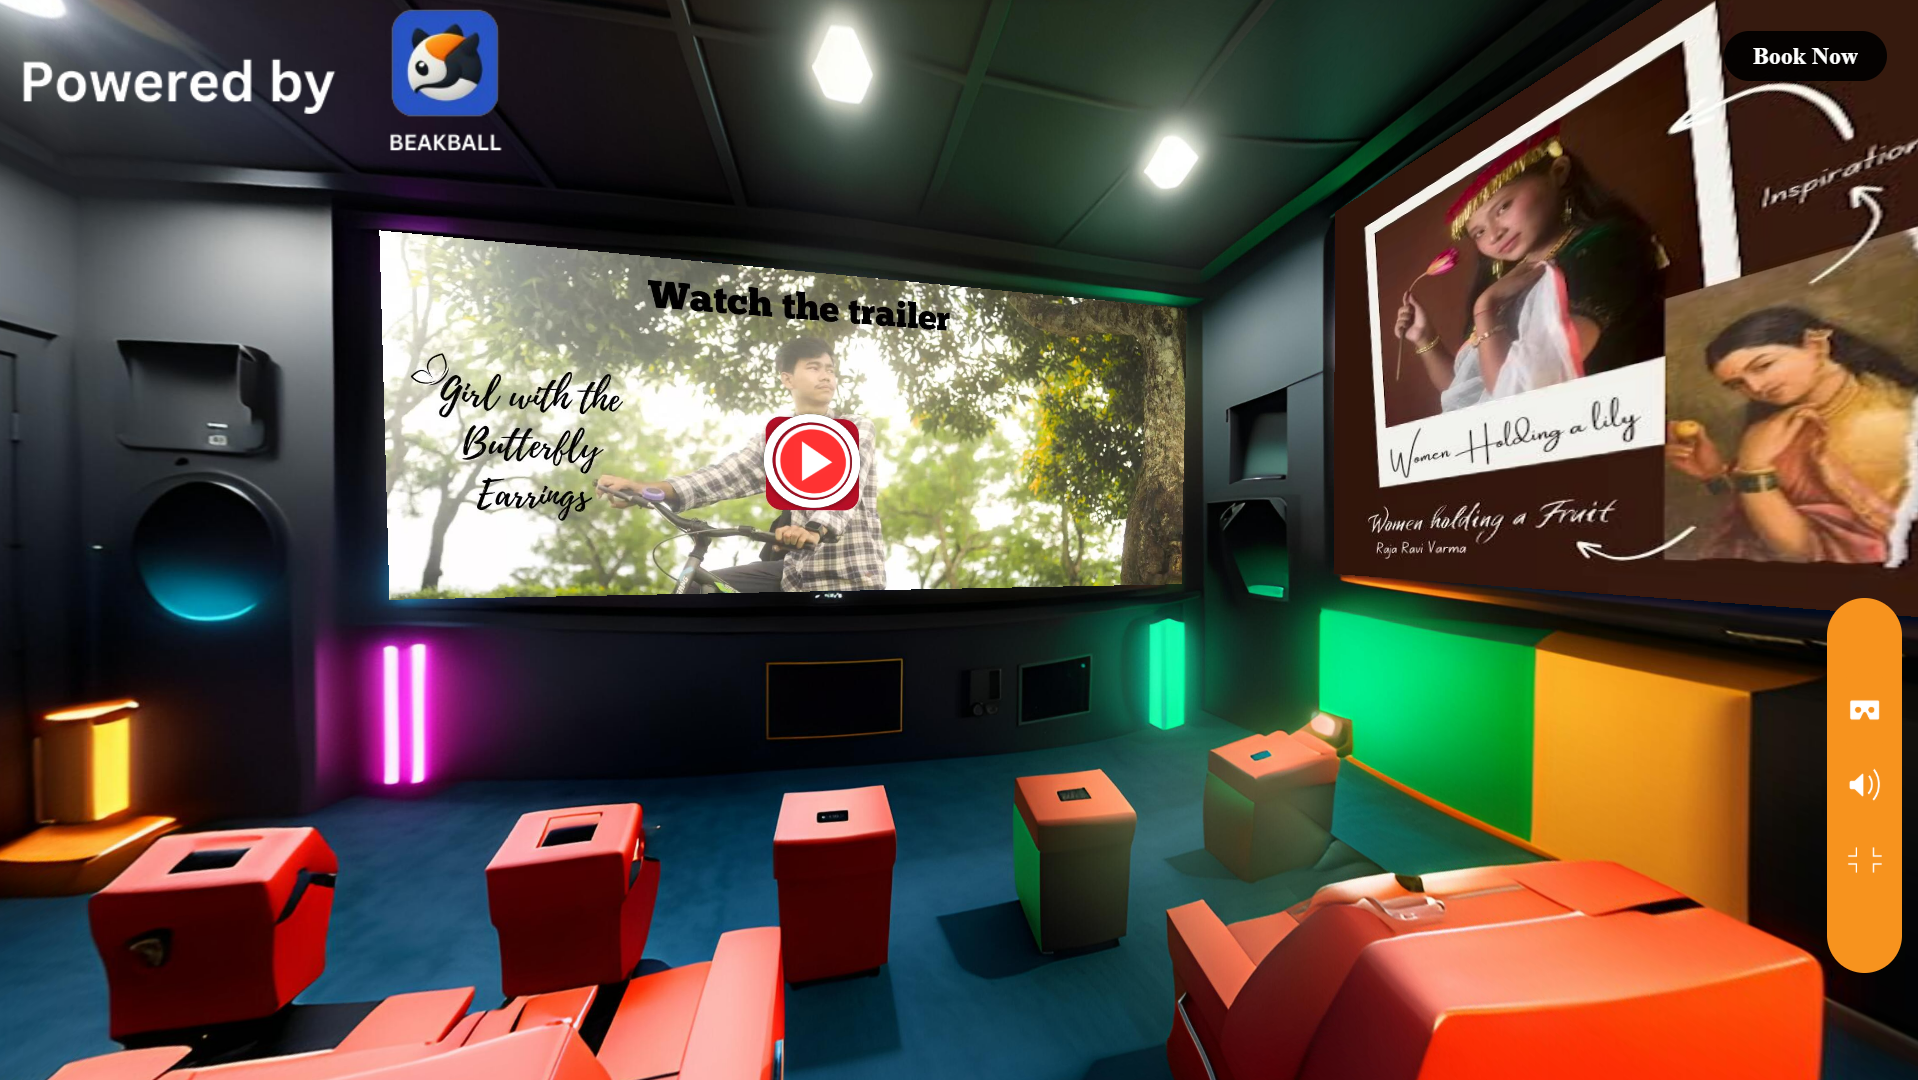 Powered by
BEAKBALL
Book Now
Watch the trailer
Girl with the
Butterfly
Earrings
Inspiration
Women Holding a lily
Women holding a Fruit
Raja Ravi Varma